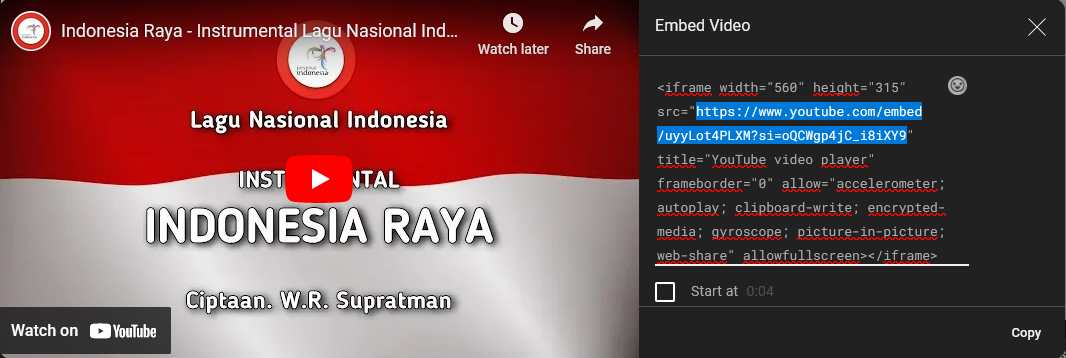 Indonesia Raya - Instrumental Lagu Nasional Ind...
Watch later
Share
pesona
indonesia
Lagu Nasional Indonesia
INDONESIA RAYA
Ciptaan. W.R. Supratman
Watch on YouTube
Embed Video
<iframe width="560" height="315"
src="https://www.youtube.com/embed
/uyyLot4PLXM?si=oQCWgp4jC_i8iXY9"
title="YouTube video player"
frameborder="0" allow="accelerometer;
autoplay; clipboard-write; encrypted-
media; gyroscope; picture-in-picture;
web-share" allowfullscreen></iframe>
Start at 0:04
Copy